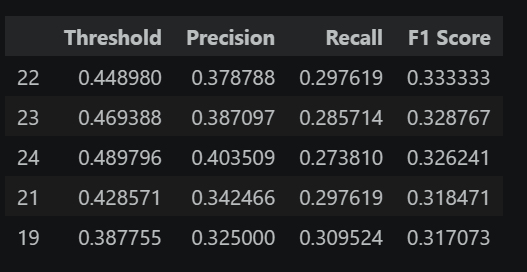 Threshold Precision Recall F1 Score
22 0.448980 0.378788 0.297619 0.333333
23 0.469388 0.387097 0.285714 0.328767
24 0.489796 0.403509 0.273810 0.326241
21 0.428571 0.342466 0.297619 0.318471
19 0.387755 0.325000 0.309524 0.317073